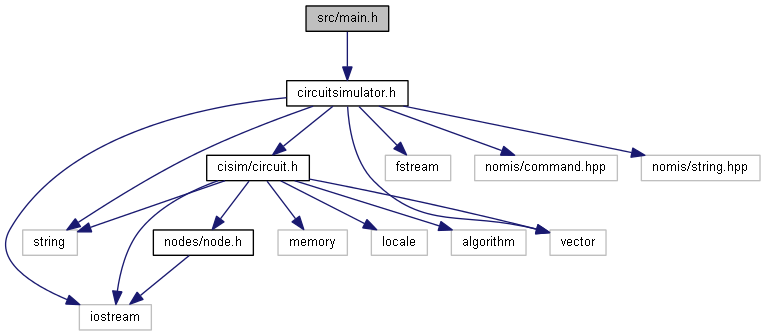 src/main.h
circuitsimulator.h
cisim/circuit.h
fstream
nomis/command.hpp
nomis/string.hpp
string
nodes/node.h
memory
locale
algorithm
vector
iostream